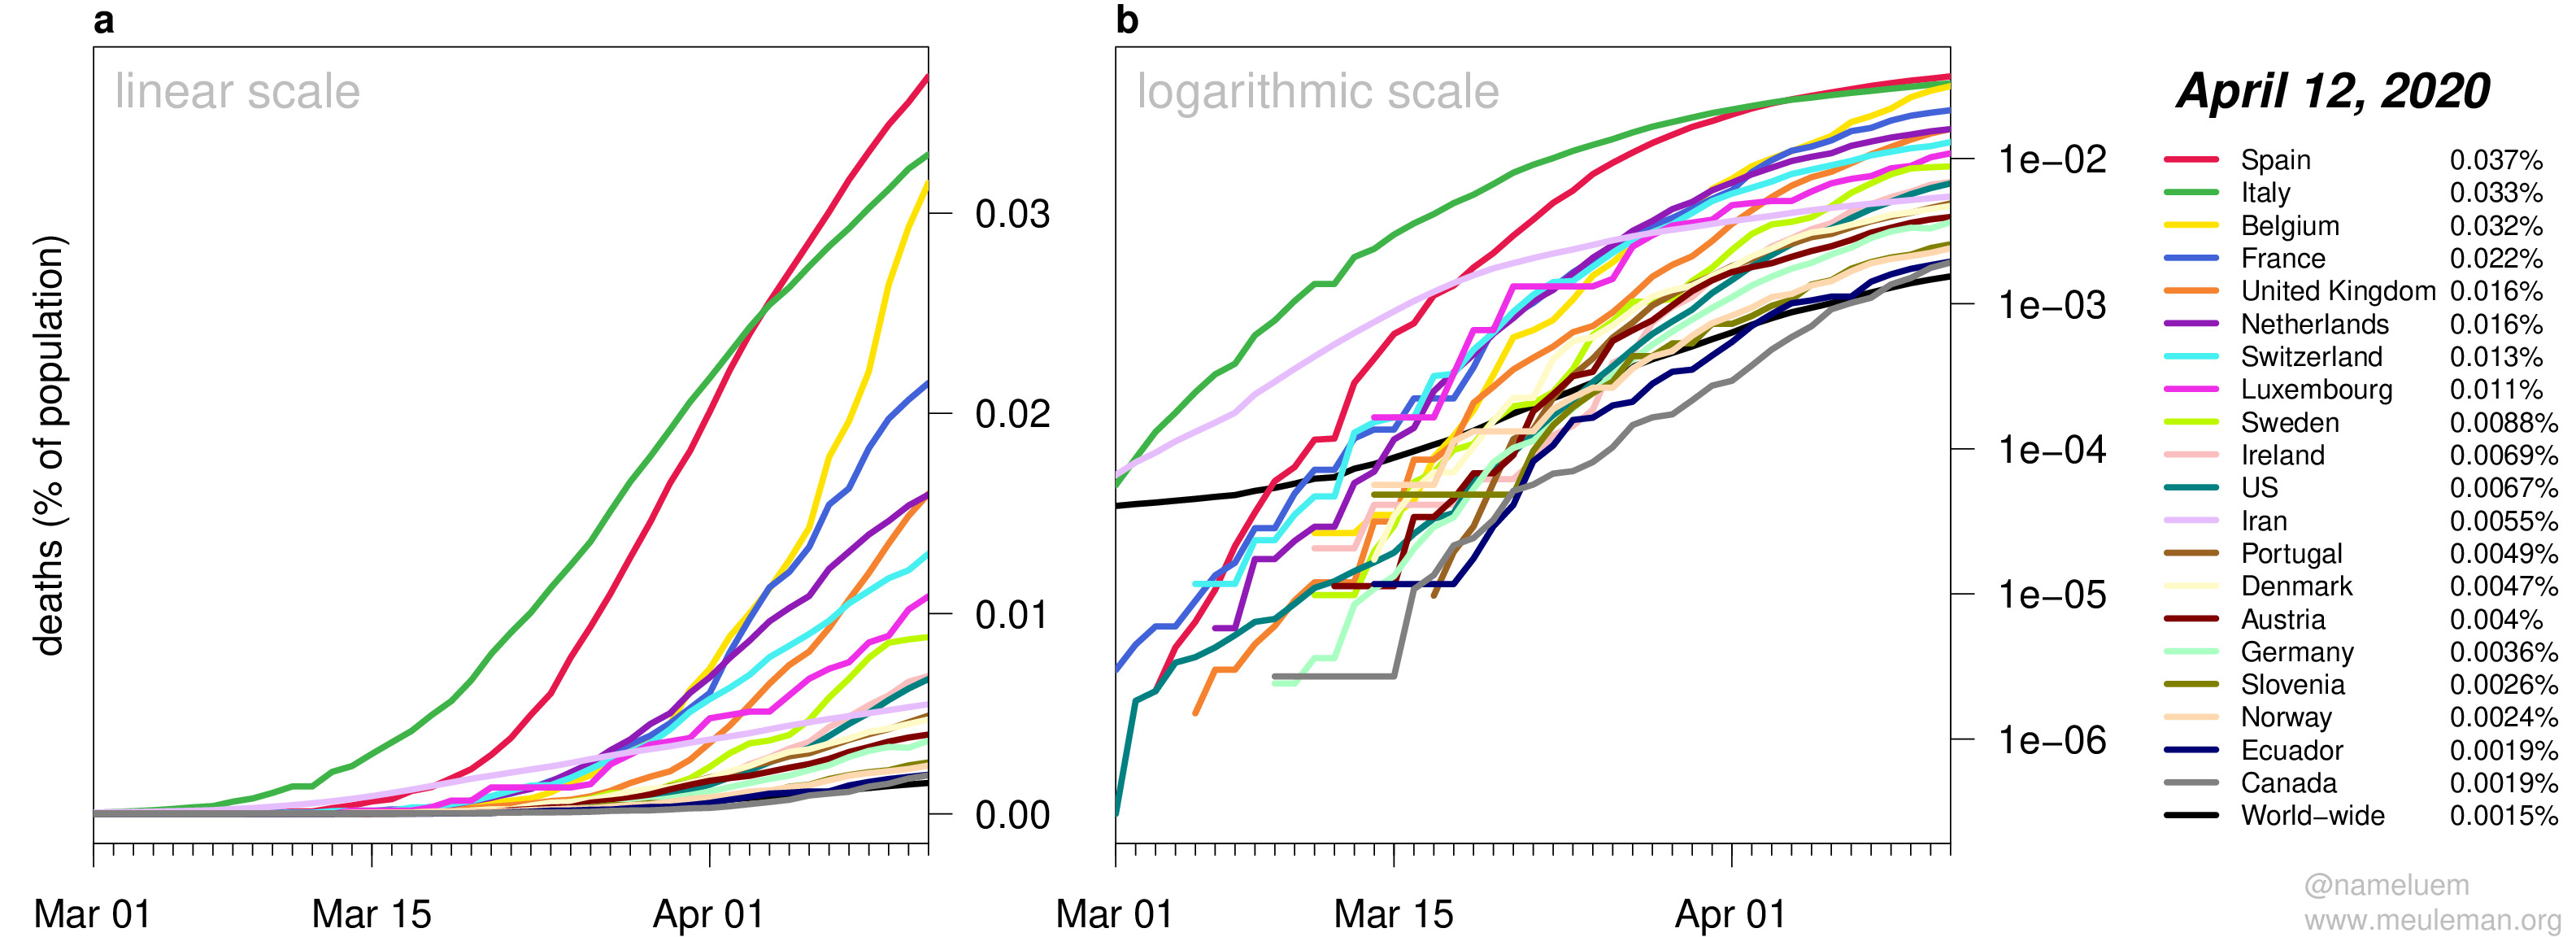 a
linear scale
deaths (% of population)
0.03
0.02
0.01
0.00
Mar 01
Mar 15
Apr 01
b
logarithmic scale
1e−02
1e−03
1e−04
1e−05
1e−06
Mar 01
Mar 15
Apr 01
April 12, 2020
Spain 0.037%
Italy 0.033%
Belgium 0.032%
France 0.022%
United Kingdom 0.016%
Netherlands 0.016%
Switzerland 0.013%
Luxembourg 0.011%
Sweden 0.0088%
Ireland 0.0069%
US 0.0067%
Iran 0.0055%
Portugal 0.0049%
Denmark 0.0047%
Austria 0.004%
Germany 0.0036%
Slovenia 0.0026%
Norway 0.0024%
Ecuador 0.0019%
Canada 0.0019%
World−wide 0.0015%
@nameluem
www.meuleman.org